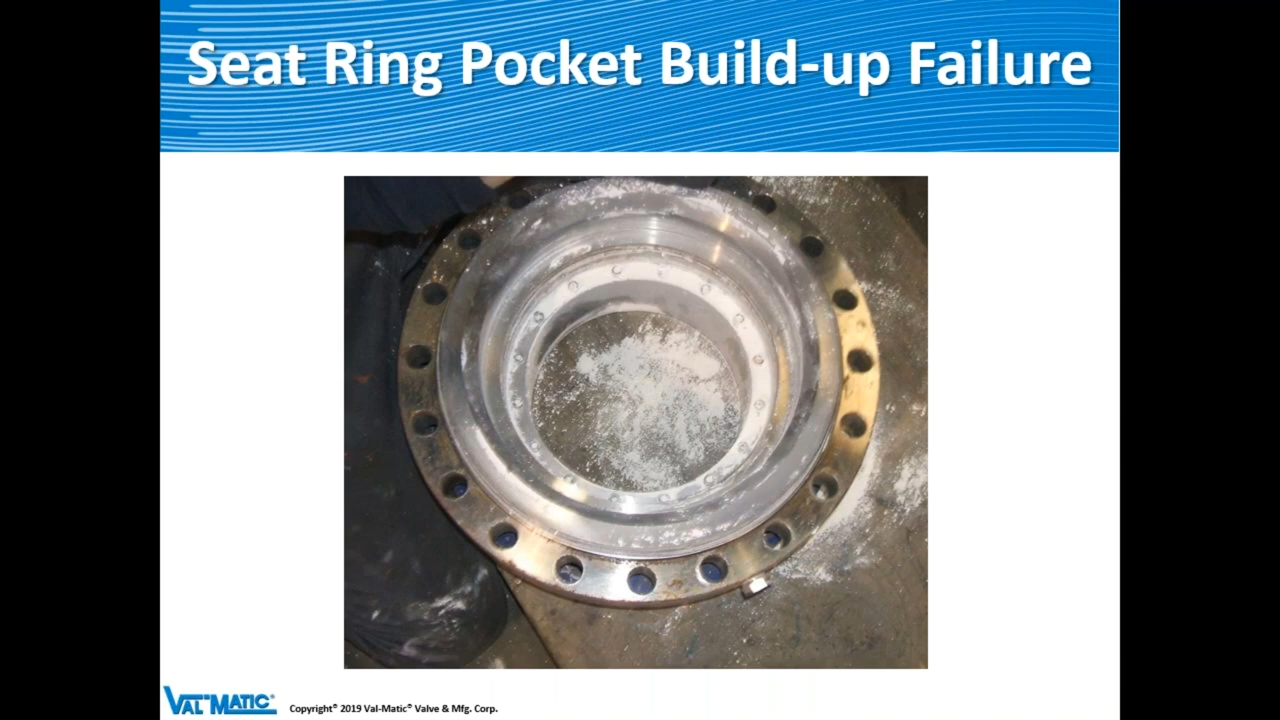 Seat Ring Pocket Build-up Failure
VAL MATIC®
Copyright® 2019 Val-Matic® Valve & Mfg. Corp.